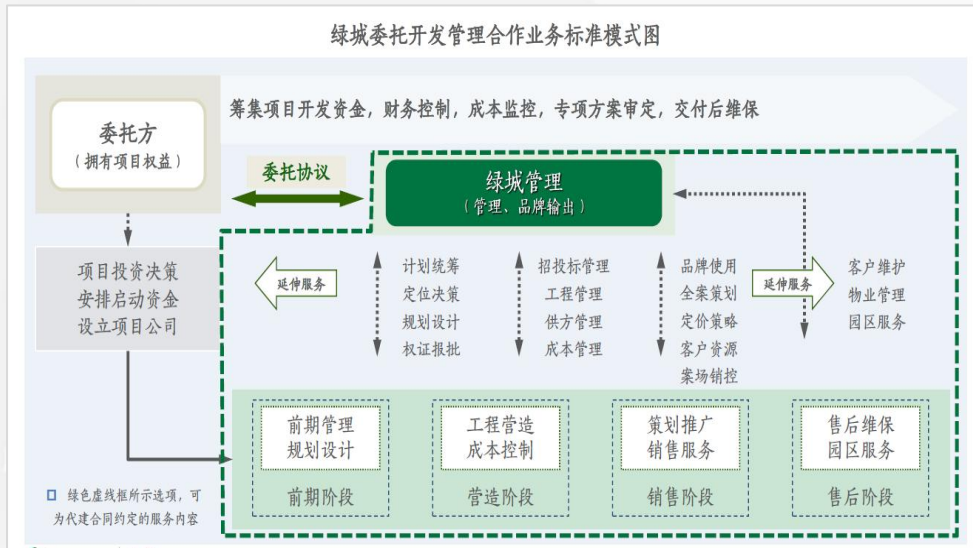 绿城委托开发管理合作业务标准模式图
筹集项目开发资金，财务控制，成本监控，专项方案审定，交付后维保
委托方
（拥有项目权益）
委托协议
绿城管理
（管理、品牌输出）
项目投资决策
安排启动资金
设立项目公司
延伸服务
计划统筹
定位决策
规划设计
权证报批
招投标管理
工程管理
供方管理
成本管理
品牌使用
全案策划
定价策略
客户资源
案场销控
延伸服务
客户维护
物业管理
园区服务
前期管理
规划设计
前期阶段
工程营造
成本控制
营造阶段
策划推广
销售服务
销售阶段
售后维保
园区服务
售后阶段
绿色虚线框所示选项，可
为代建合同约定的服务内容